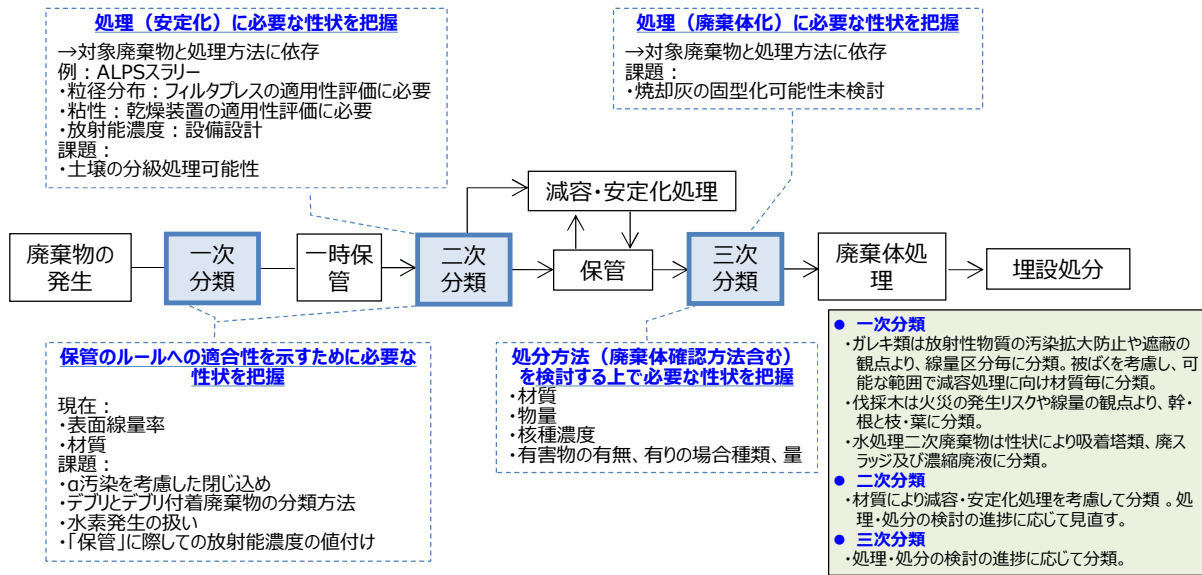 処理（安定化）に必要な性状を把握
→対象廃棄物と処理方法に依存
例：ALPSスラリー
・粒径分布：フィルタプレスの適用性評価に必要
・粘性：乾燥装置の適用性評価に必要
・放射能濃度：設備設計
課題：
・土壌の分級処理可能性
処理（廃棄体化）に必要な性状を把握
→対象廃棄物と処理方法に依存
課題：
・焼却灰の固型化可能性未検討
減容・安定化処理
廃棄物の
発生
一次
分類
一時保
管
二次
分類
保管
三次
分類
廃棄体処
理
埋設処分
保管のルールへの適合性を示すために必要な
性状を把握
現在：
・表面線量率
・材質
課題：
・α汚染を考慮した閉じ込め
・デブリとデブリ付着廃棄物の分類方法
・水素発生の扱い
・「保管」に際しての放射能濃度の値付け
処分方法（廃棄体確認方法含む）
を検討する上で必要な性状を把握
・材質
・物量
・核種濃度
・有害物の有無、有りの場合種類、量
● 一次分類
・ガレキ類は放射性物質の汚染拡大防止や遮蔽の
観点より、線量区分毎に分類。被ばくを考慮し、可
能な範囲で減容処理に向け材質毎に分類。
・伐採木は火災の発生リスクや線量の観点より、幹・
根と枝・葉に分類。
・水処理二次廃棄物は性状により吸着塔類、廃ス
ラッジ及び濃縮廃液に分類。
● 二次分類
・材質により減容・安定化処理を考慮して分類 。処
理・処分の検討の進捗に応じて見直す。
● 三次分類
・処理・処分の検討の進捗に応じて分類。